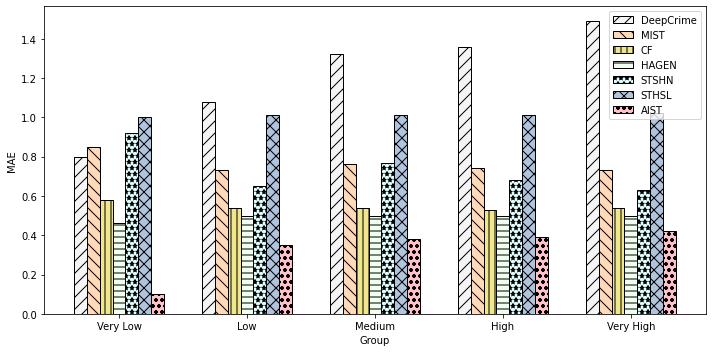 MAE
1.4
1.2
1.0
0.8
0.6
0.4
0.2
0.0
DeepCrime
MIST
CF
HAGEN
STSHN
STHSL
AIST
Very Low
Low
Medium
High
Very High
Group